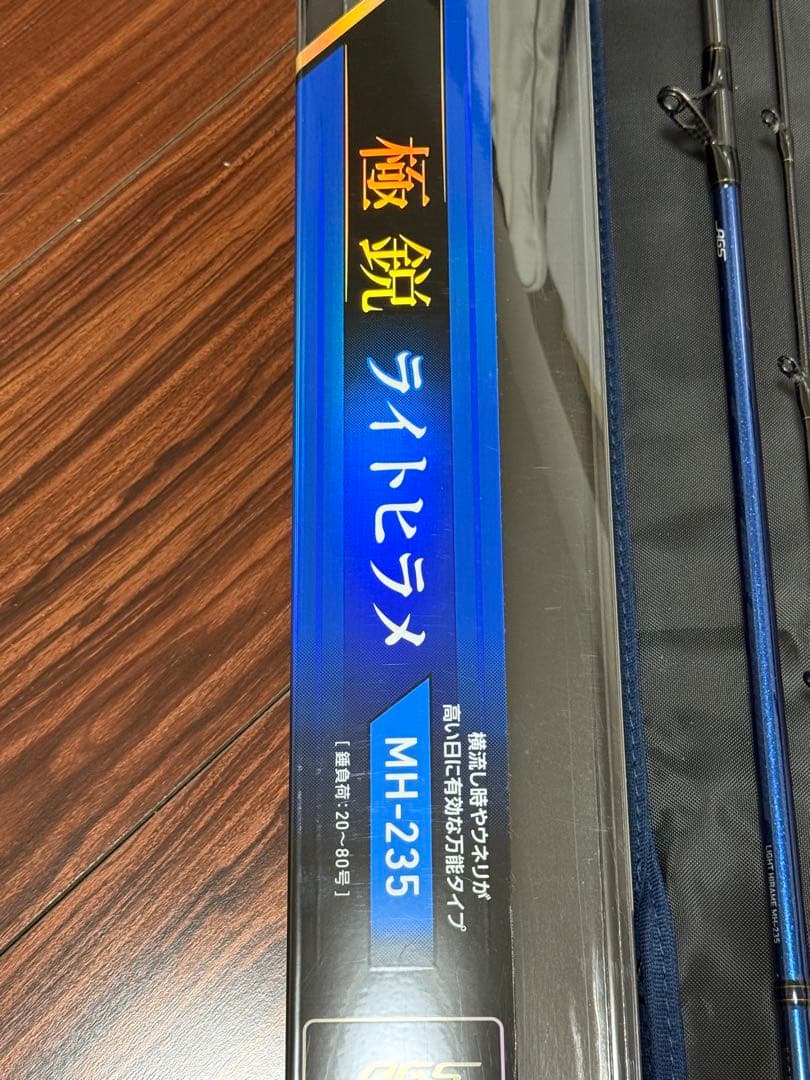 極鋭
ライトヒラメ
MH-235
横流し時やウネリが
高い日に有効な万能タイプ
[錘負荷:20～80号]
AGS
AGS
LIGHT HIRAME MH-235